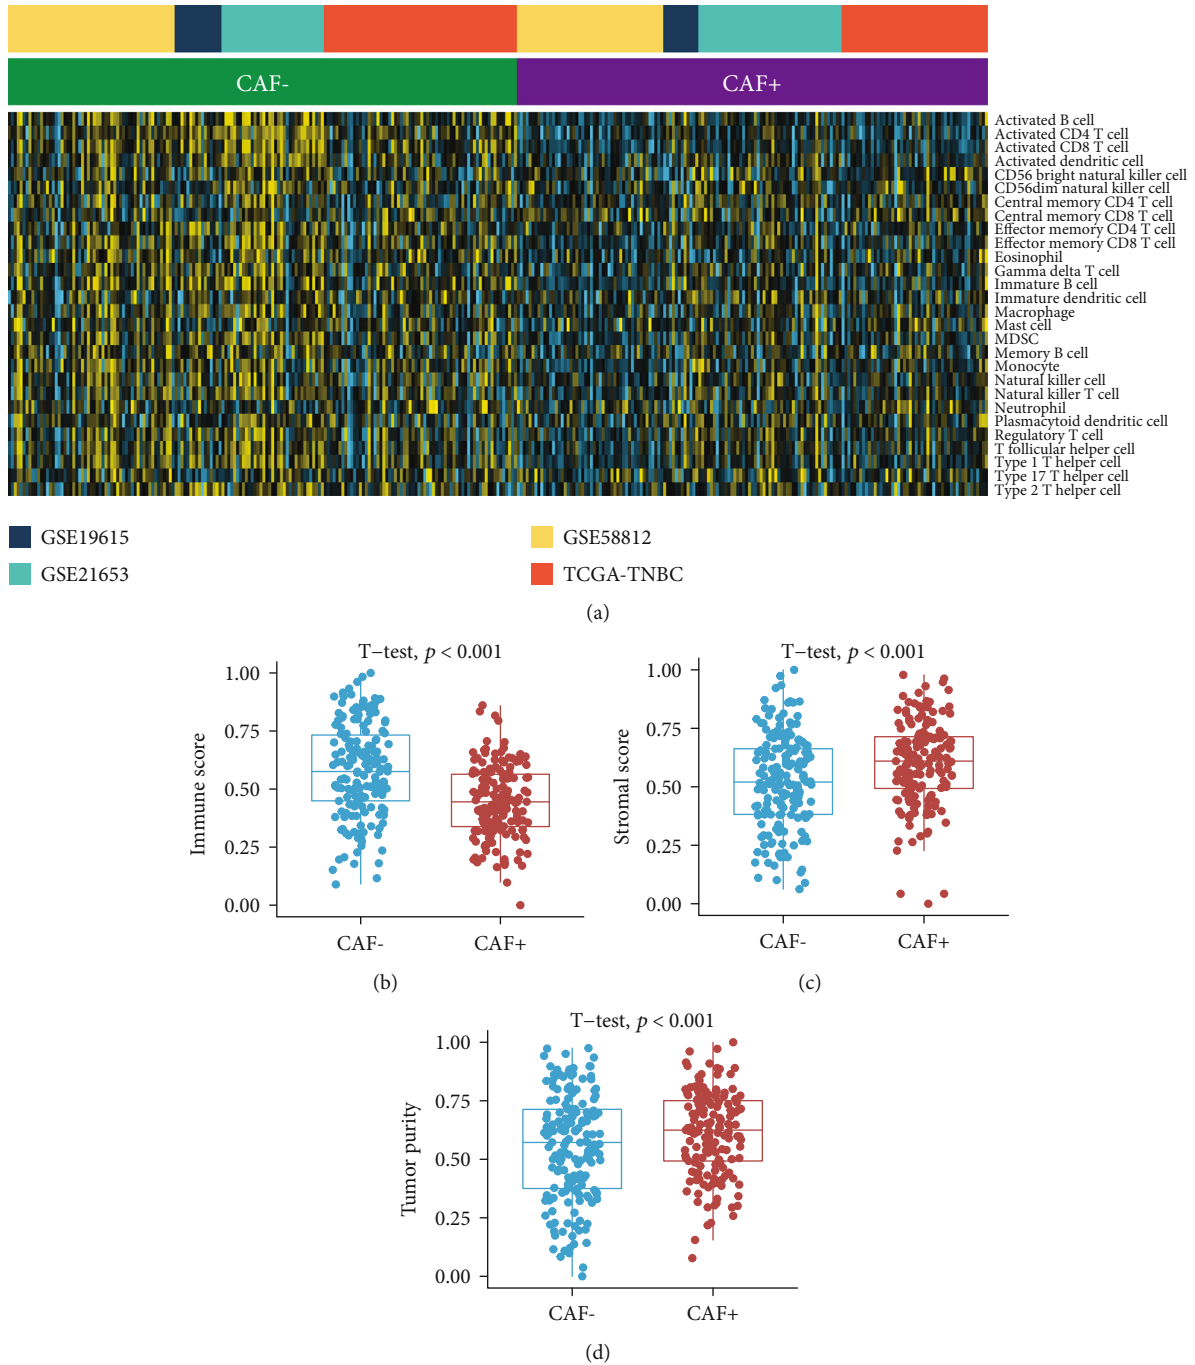 CAF-
CAF+
Activated B cell
Activated CD4 T cell
Activated CD8 T cell
Activated dendritic cell
CD56 bright natural killer cell
CD56dim natural killer cell
Central memory CD4 T cell
Central memory CD8 T cell
Effector memory CD4 T cell
Effector memory CD8 T cell
Eosinophil
Gamma delta T cell
Immature B cell
Immature dendritic cell
Macrophage
Mast cell
MDSC
Memory B cell
Monocyte
Natural killer cell
Natural killer T cell
Neutrophil
Plasmacytoid dendritic cell
Regulatory T cell
T follicular helper cell
Type 1 T helper cell
Type 17 T helper cell
Type 2 T helper cell
GSE19615
GSE58812
GSE21653
TCGA-TNBC
(a)
T-test, p < 0.001
1.00
0.75
0.50
0.25
0.00
Immune score
CAF-
CAF+
(b)
T-test, p < 0.001
1.00
0.75
0.50
0.25
0.00
Stromal score
CAF-
CAF+
(c)
T-test, p < 0.001
1.00
0.75
0.50
0.25
0.00
Tumor purity
CAF-
CAF+
(d)